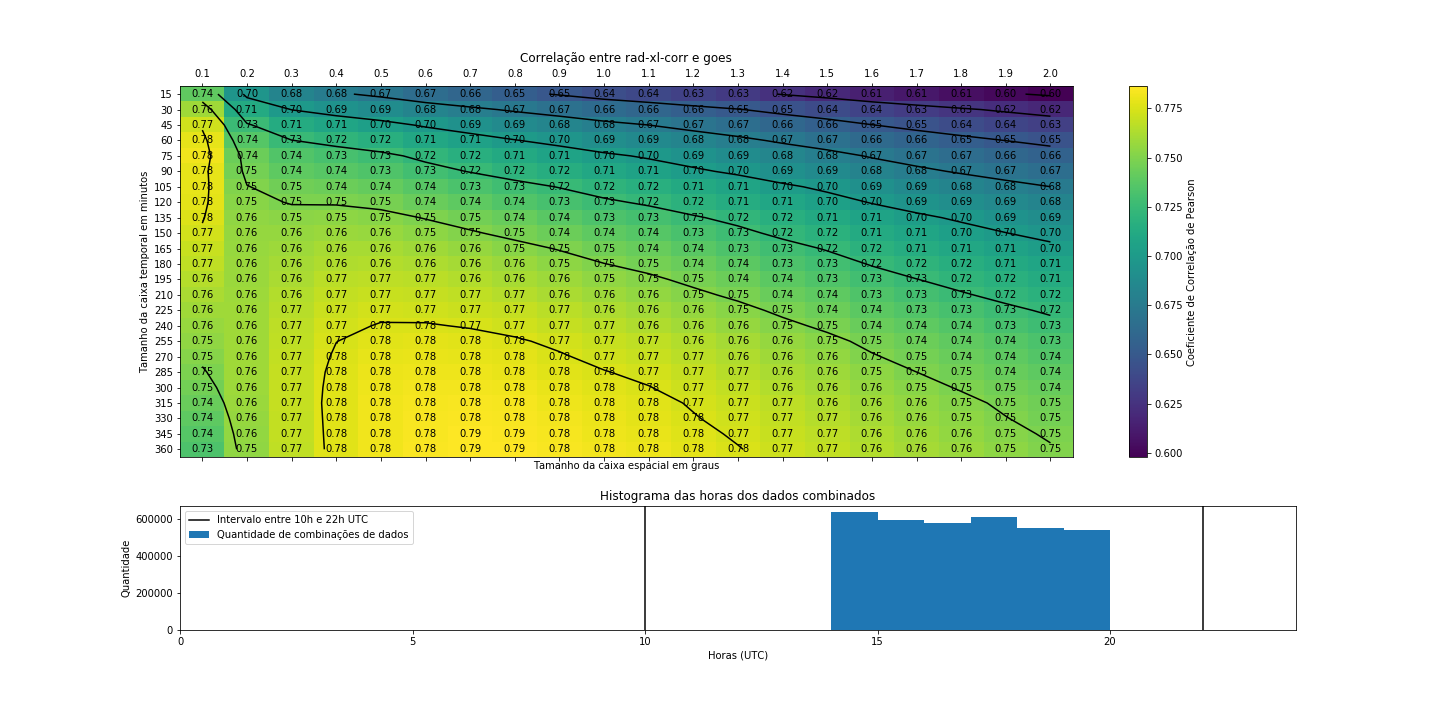 Correlação entre rad-xl-corr e goes
0.1 0.2 0.3 0.4 0.5 0.6 0.7 0.8 0.9 1.0 1.1 1.2 1.3 1.4 1.5 1.6 1.7 1.8 1.9 2.0
15 0.74 0.70 0.68 0.68 0.67 0.67 0.66 0.65 0.65 0.64 0.64 0.63 0.63 0.62 0.62 0.61 0.61 0.61 0.60 0.60
30 0.76 0.71 0.70 0.69 0.69 0.68 0.68 0.67 0.67 0.66 0.66 0.66 0.65 0.65 0.64 0.64 0.63 0.63 0.62 0.62
45 0.77 0.73 0.71 0.71 0.70 0.70 0.69 0.69 0.68 0.68 0.67 0.67 0.67 0.66 0.66 0.65 0.65 0.64 0.64 0.63
60 0.78 0.74 0.73 0.72 0.72 0.71 0.71 0.70 0.70 0.69 0.69 0.68 0.68 0.67 0.67 0.66 0.66 0.65 0.65 0.65
75 0.78 0.74 0.74 0.73 0.73 0.72 0.72 0.71 0.71 0.70 0.70 0.69 0.69 0.68 0.68 0.67 0.67 0.67 0.66 0.66
90 0.78 0.75 0.74 0.74 0.73 0.73 0.72 0.72 0.72 0.71 0.71 0.70 0.70 0.69 0.69 0.68 0.68 0.67 0.67 0.67
105 0.78 0.75 0.75 0.74 0.74 0.74 0.73 0.73 0.72 0.72 0.72 0.71 0.71 0.70 0.70 0.69 0.69 0.68 0.68 0.68
120 0.78 0.75 0.75 0.75 0.75 0.74 0.74 0.74 0.73 0.73 0.72 0.72 0.71 0.71 0.70 0.70 0.69 0.69 0.69 0.68
135 0.78 0.76 0.75 0.75 0.75 0.75 0.75 0.74 0.74 0.73 0.73 0.73 0.72 0.72 0.71 0.71 0.70 0.70 0.69 0.69
150 0.77 0.76 0.76 0.76 0.76 0.75 0.75 0.75 0.74 0.74 0.74 0.73 0.73 0.72 0.72 0.71 0.71 0.70 0.70 0.70
165 0.77 0.76 0.76 0.76 0.76 0.76 0.76 0.75 0.75 0.75 0.74 0.74 0.73 0.73 0.72 0.72 0.71 0.71 0.71 0.70
180 0.77 0.76 0.76 0.76 0.76 0.76 0.76 0.76 0.76 0.75 0.75 0.74 0.74 0.73 0.73 0.72 0.72 0.72 0.71 0.71
195 0.76 0.76 0.76 0.77 0.77 0.77 0.76 0.76 0.76 0.75 0.75 0.75 0.74 0.74 0.73 0.73 0.73 0.72 0.72 0.71
210 0.76 0.76 0.76 0.77 0.77 0.77 0.77 0.77 0.76 0.76 0.76 0.75 0.75 0.74 0.74 0.73 0.73 0.73 0.72 0.72
225 0.76 0.76 0.77 0.77 0.77 0.77 0.77 0.77 0.77 0.76 0.76 0.76 0.75 0.75 0.74 0.74 0.73 0.73 0.73 0.72
240 0.76 0.76 0.77 0.77 0.78 0.78 0.77 0.77 0.77 0.77 0.76 0.76 0.76 0.75 0.75 0.74 0.74 0.74 0.73 0.73
255 0.75 0.76 0.77 0.77 0.78 0.78 0.78 0.78 0.77 0.77 0.77 0.76 0.76 0.76 0.75 0.75 0.74 0.74 0.74 0.73
270 0.75 0.76 0.77 0.78 0.78 0.78 0.78 0.78 0.78 0.77 0.77 0.77 0.76 0.76 0.76 0.75 0.75 0.74 0.74 0.74
285 0.75 0.76 0.77 0.78 0.78 0.78 0.78 0.78 0.78 0.78 0.77 0.77 0.76 0.76 0.76 0.75 0.75 0.75 0.74 0.74
300 0.75 0.76 0.77 0.78 0.78 0.78 0.78 0.78 0.78 0.78 0.78 0.77 0.77 0.76 0.76 0.76 0.75 0.75 0.75 0.74
315 0.74 0.76 0.77 0.78 0.78 0.78 0.78 0.78 0.78 0.78 0.78 0.77 0.77 0.77 0.76 0.76 0.76 0.75 0.75 0.75
330 0.74 0.76 0.77 0.78 0.78 0.78 0.78 0.78 0.78 0.78 0.78 0.78 0.77 0.77 0.76 0.76 0.76 0.75 0.75 0.75
345 0.74 0.76 0.77 0.78 0.78 0.78 0.79 0.79 0.78 0.78 0.78 0.78 0.77 0.77 0.77 0.76 0.76 0.76 0.75 0.75
360 0.73 0.75 0.77 0.78 0.78 0.78 0.79 0.79 0.78 0.78 0.78 0.78 0.78 0.77 0.77 0.76 0.76 0.76 0.75 0.75
Tamanho da caixa temporal em minutos
Tamanho da caixa espacial em graus
0.775
0.750
0.725
0.700
0.675
0.650
0.625
0.600
Coeficiente de Correlação de Pearson
Histograma das horas dos dados combinados
Intervalo entre 10h e 22h UTC
Quantidade de combinações de dados
600000
400000
200000
0
Quantidade
0 5 10 15 20
Horas (UTC)